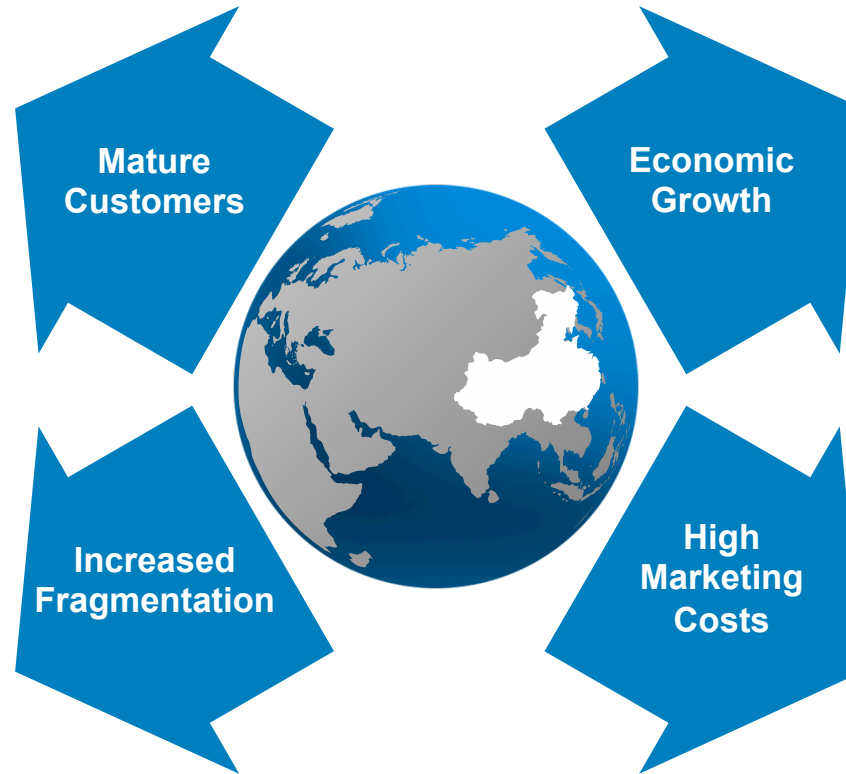 Mature
Customers
Economic
Growth
Increased
Fragmentation
High
Marketing
Costs